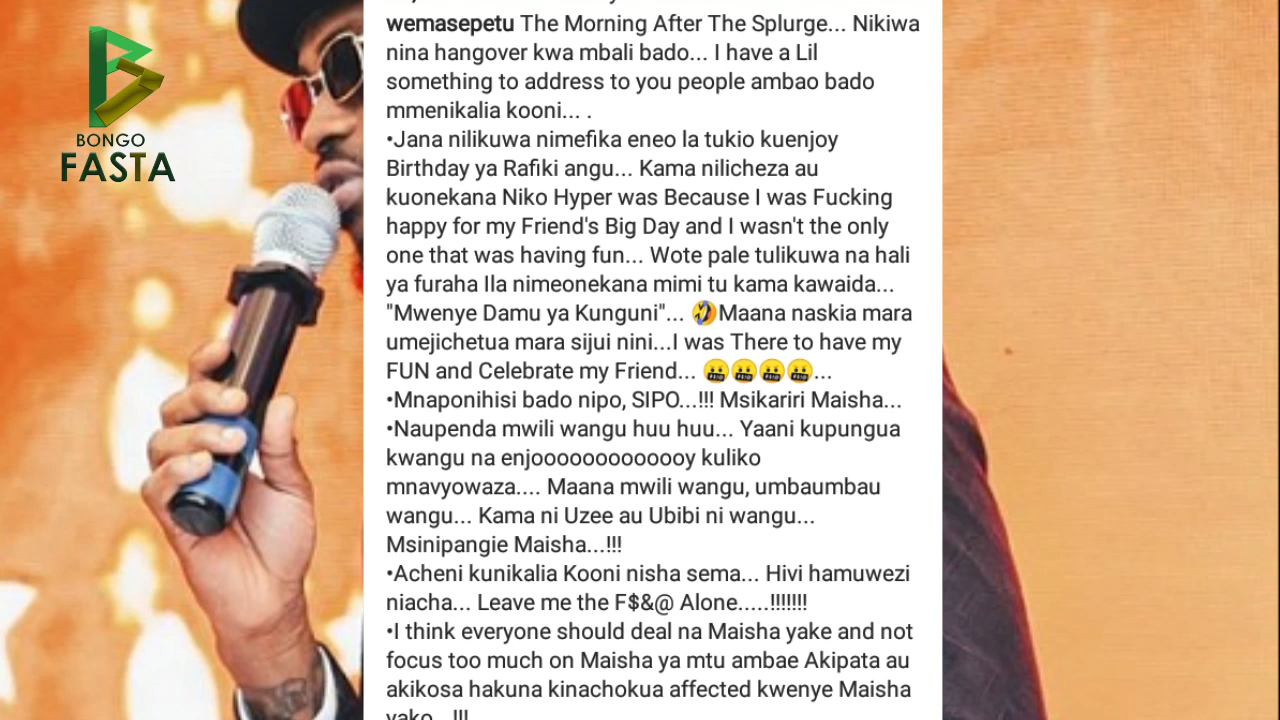 BONGO
FASTA
wemasepetu The Morning After The Splurge... Nikiwa
nina hangover kwa mbali bado... I have a Lil
something to address to you people ambao bado
mmenikalia kooni... .
•Jana nilikuwa nimefika eneo la tukio kuenjoy
Birthday ya Rafiki angu... Kama nilicheza au
kuonekana Niko Hyper was Because I was Fucking
happy for my Friend's Big Day and I wasn't the only
one that was having fun... Wote pale tulikuwa na hali
ya furaha Ila nimeonekana mimi tu kama kawaida...
"Mwenye Damu ya Kunguni"... 🤣Maana naskia mara
umejichetua mara sijui nini...I was There to have my
FUN and Celebrate my Friend... 🤬🤬🤬🤬...
•Mnaponihisi bado nipo, SIPO...!!! Msikariri Maisha...
•Naupenda mwili wangu huu huu... Yaani kupungua
kwangu na enjooooooooooooy kuliko
mnavyowaza.... Maana mwili wangu, umbaumbau
wangu... Kama ni Uzee au Ubibi ni wangu...
Msinipangie Maisha...!!!
•Acheni kunikalia Kooni nisha sema... Hivi hamuwezi
niacha... Leave me the F$&@ Alone.....!!!!!!!
•I think everyone should deal na Maisha yake and not
focus too much on Maisha ya mtu ambae Akipata au
akikosa hakuna kinachokua affected kwenye Maisha
yako...!!!